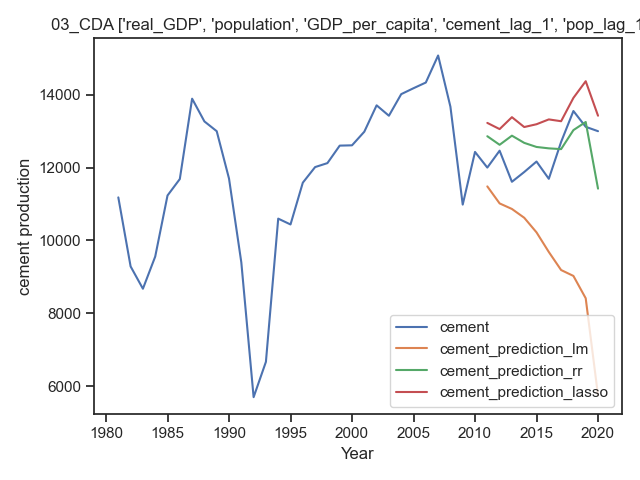 03_CDA ['real_GDP', 'population', 'GDP_per_capita', 'cement_lag_1', 'pop_lag_1
14000
12000
10000
8000
6000
cement production
cement
cement_prediction_lm
cement_prediction_rr
cement_prediction_lasso
1980 1985 1990 1995 2000 2005 2010 2015 2020
Year